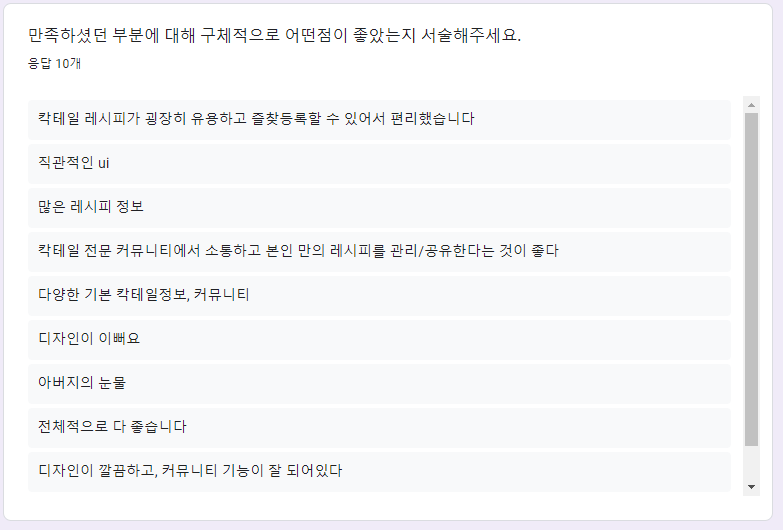 만족하셨던 부분에 대해 구체적으로 어떤점이 좋았는지 서술해주세요.
응답 10개
칵테일 레시피가 굉장히 유용하고 즐찾등록할 수 있어서 편리했습니다
직관적인 ui
많은 레시피 정보
칵테일 전문 커뮤니티에서 소통하고 본인 만의 레시피를 관리/공유한다는 것이 좋다
다양한 기본 칵테일정보, 커뮤니티
디자인이 이뻐요
아버지의 눈물
전체적으로 다 좋습니다
디자인이 깔끔하고, 커뮤니티 기능이 잘 되어있다